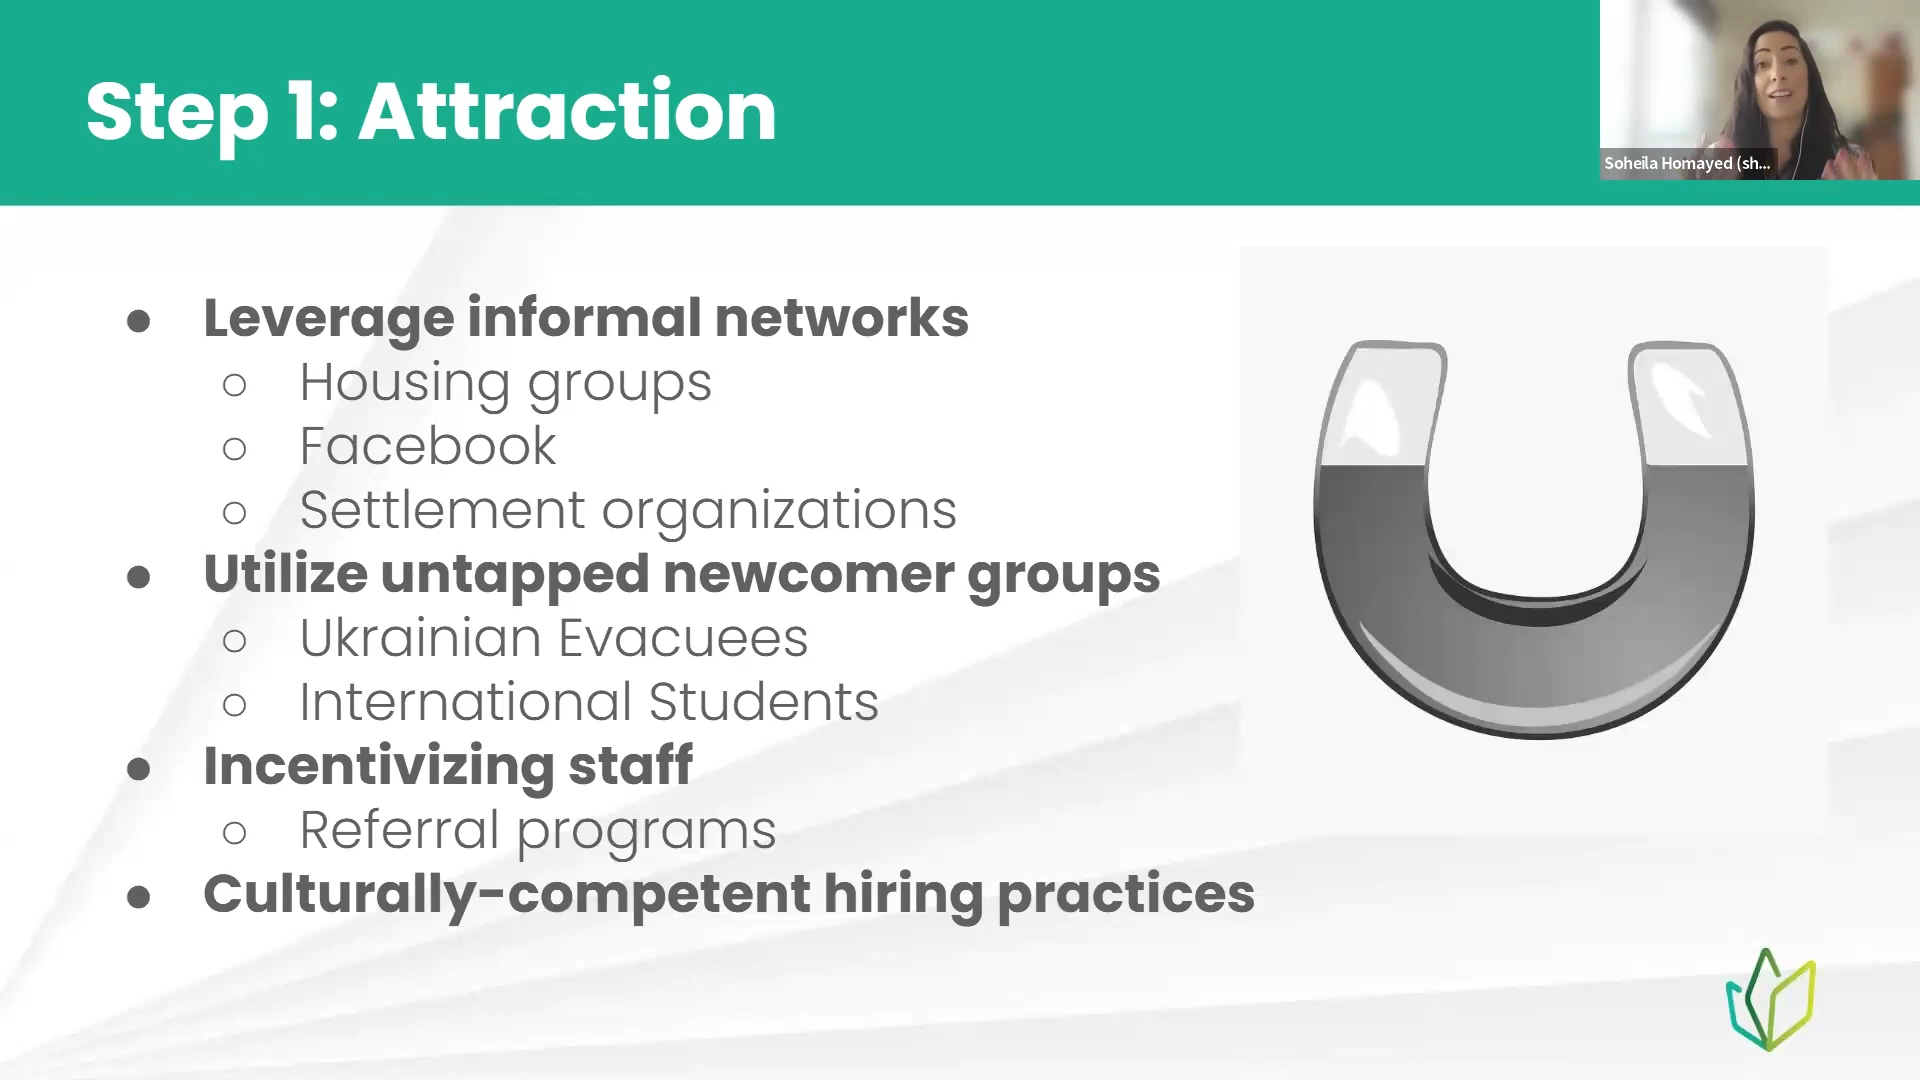 Step 1: Attraction
Soheila Homayed (sh...
● Leverage informal networks
○ Housing groups
○ Facebook
○ Settlement organizations
● Utilize untapped newcomer groups
○ Ukrainian Evacuees
○ International Students
● Incentivizing staff
○ Referral programs
● Culturally-competent hiring practices